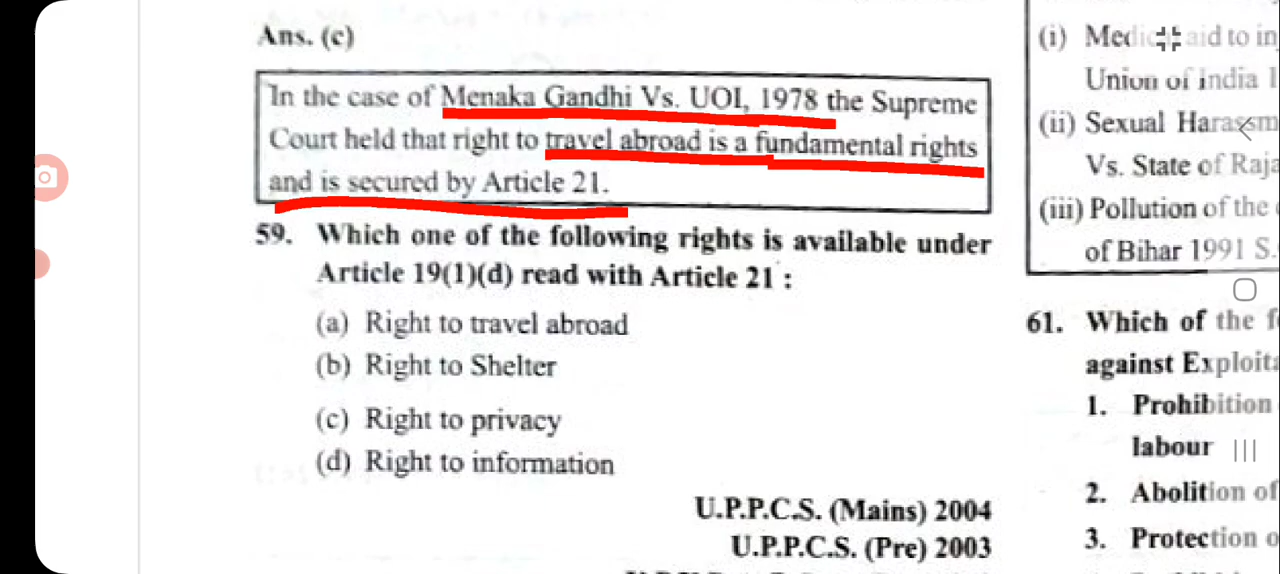 Ans. (c)
In the case of Menaka Gandhi Vs. UOI, 1978 the Supreme
Court held that right to travel abroad is a fundamental rights
and is secured by Article 21.
59. Which one of the following rights is available under
Article 19(1)(d) read with Article 21 :
(a) Right to travel abroad
(b) Right to Shelter
(c) Right to privacy
(d) Right to information
U.P.P.C.S. (Mains) 2004
U.P.P.C.S. (Pre) 2003
(i) aid to in
Union of India
(ii) Sexual
Vs. State of
(iii) Pollution of the
of Bihar 1991 S.
61. Which of the
against
1. Prohibition
labour
2. Abolition of
3. Protection